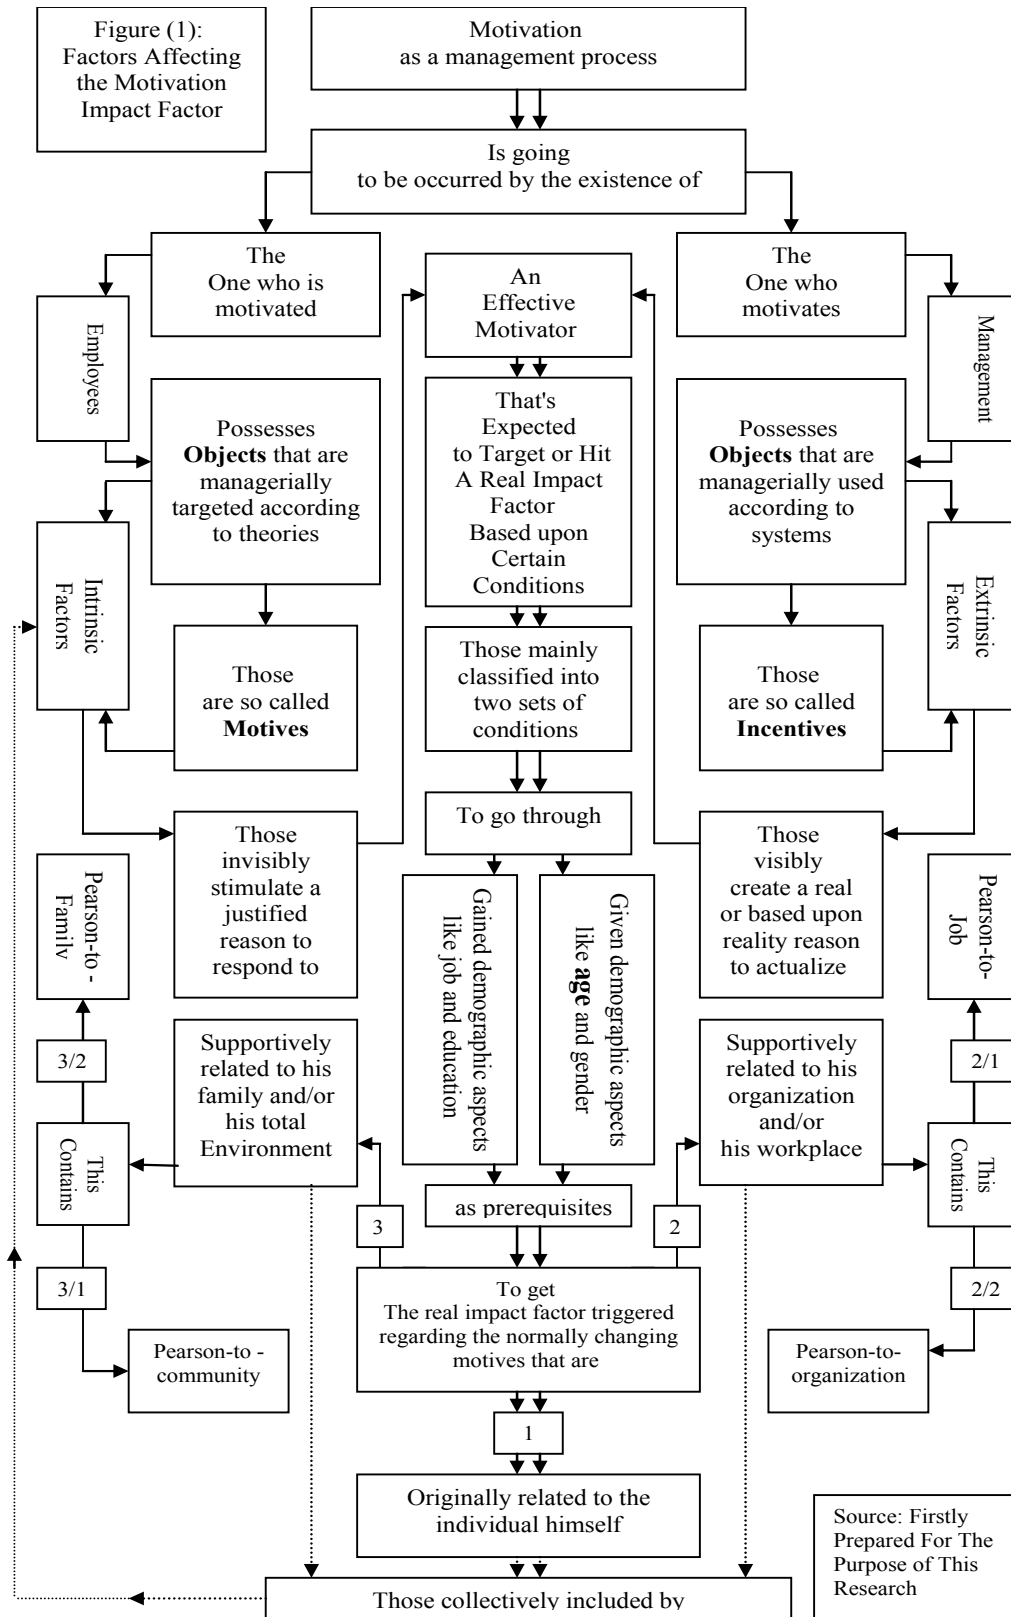 Figure (1):
Factors Affecting
the Motivation
Impact Factor
Motivation
as a management process
Is going
to be occurred by the existence of
The
One who is
motivated
An
Effective
Motivator
The
One who
motivates
Employees
Management
Possesses
Objects that are
managerially
targeted according
to theories
That's
Expected
to Target or Hit
A Real Impact
Factor
Based upon
Certain
Conditions
Possesses
Objects that are
managerially used
according to
systems
Intrinsic
Factors
Extrinsic
Factors
Those
are so called
Motives
Those mainly
classified into
two sets of
conditions
Those
are so called
Incentives
To go through
Those
invisibly
stimulate a
justified
reason to
respond to
Those
visibly
create a real
or based upon
reality reason
to actualize
Pearson-to -
Family
Gained demographic aspects
like job and education
Given demographic aspects
like age and gender
Pearson-to-
Job
3/2
Supportively
related to his
family and/or
his total
Environment
Supportively
related to his
organization
and/or
his workplace
2/1
This
Contains
This
Contains
as prerequisites
3
2
3/1
2/2
To get
The real impact factor triggered
regarding the normally changing
motives that are
Pearson-to -
community
Pearson-to-
organization
1
Originally related to the
individual himself
Source: Firstly
Prepared For The
Purpose of This
Research
Those collectively included by